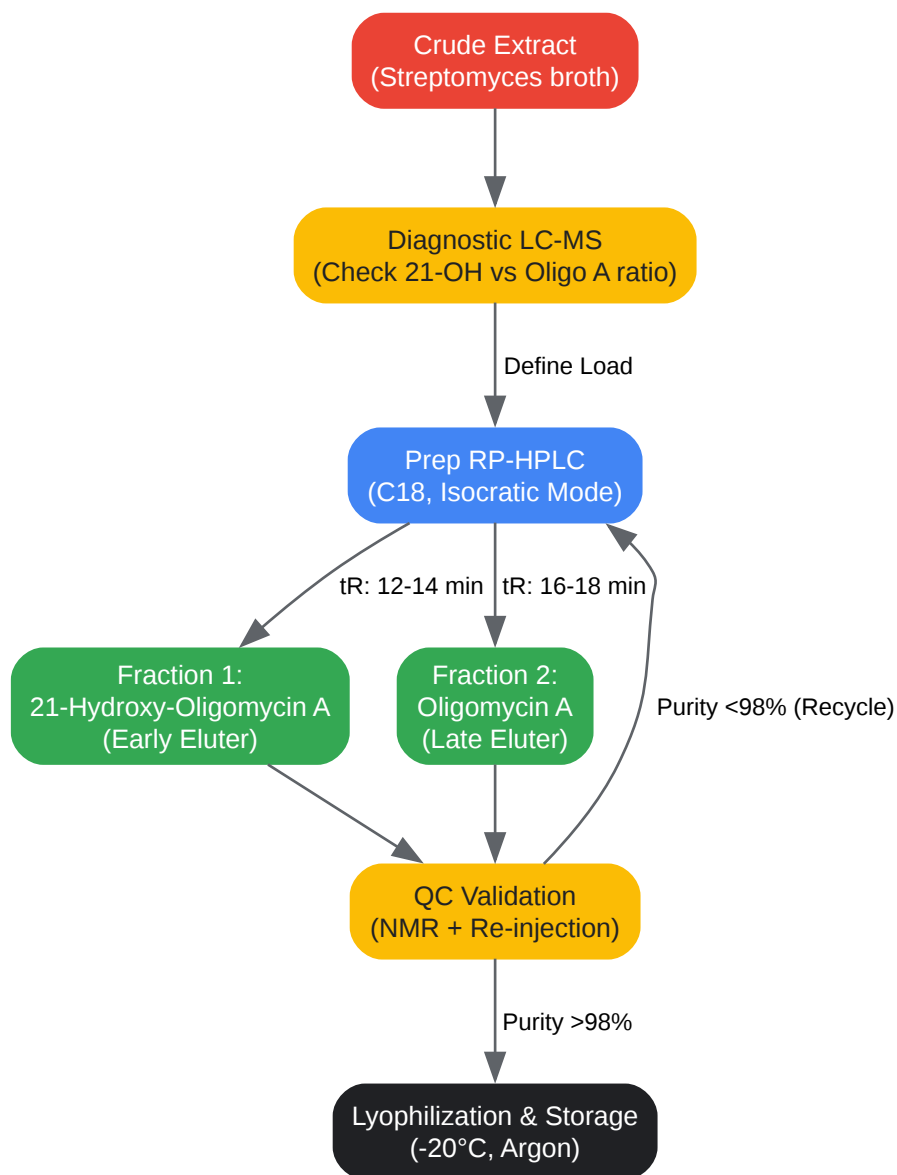 Crude Extract
(Streptomyces broth)
Diagnostic LC-MS
(Check 21-OH vs Oligo A ratio)
Define Load
Prep RP-HPLC
(C18, Isocratic Mode)
tR: 12-14 min
tR: 16-18 min
Fraction 1:
21-Hydroxy-Oligomycin A
(Early Eluter)
Fraction 2:
Oligomycin A
(Late Eluter)
Purity <98% (Recycle)
QC Validation
(NMR + Re-injection)
Purity >98%
Lyophilization & Storage
(-20°C, Argon)